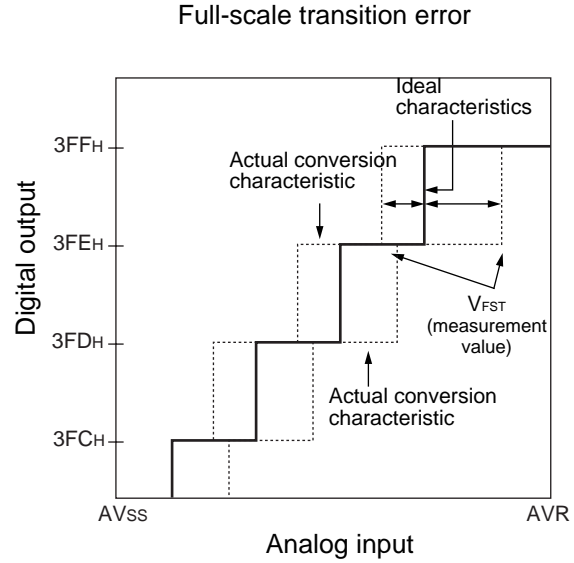 Full-scale transition error
Ideal
characteristics
3FFH
Actual conversion
characteristic
3FEH
Digital output
VFST
(measurement
value)
3FDH
Actual conversion
characteristic
3FCH
AVSS
AVR
Analog input